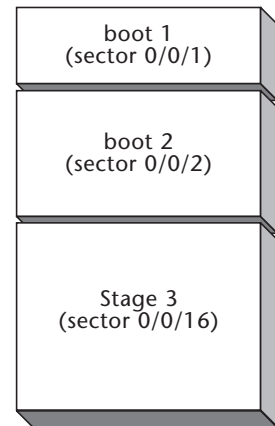 boot 1
(sector 0/0/1)
boot 2
(sector 0/0/2)
Stage 3
(sector 0/0/16)